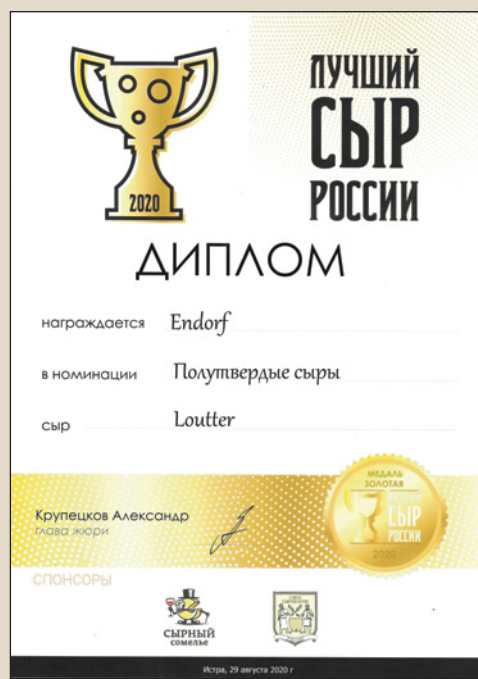 2020
ЛУЧШИЙ
СЫР
РОССИИ
ДИПЛОМ
награждается Endorf
в номинации Полутвердые сыры
сыр Loutter
МЕДАЛЬ
ЗОЛОТАЯ
СЫР
РОССИИ
2020
Крупецков Александр
глава жюри
СПОНСОРЫ
СЫРНЫЙ
сомелье
Истра, 29 августа 2020 г